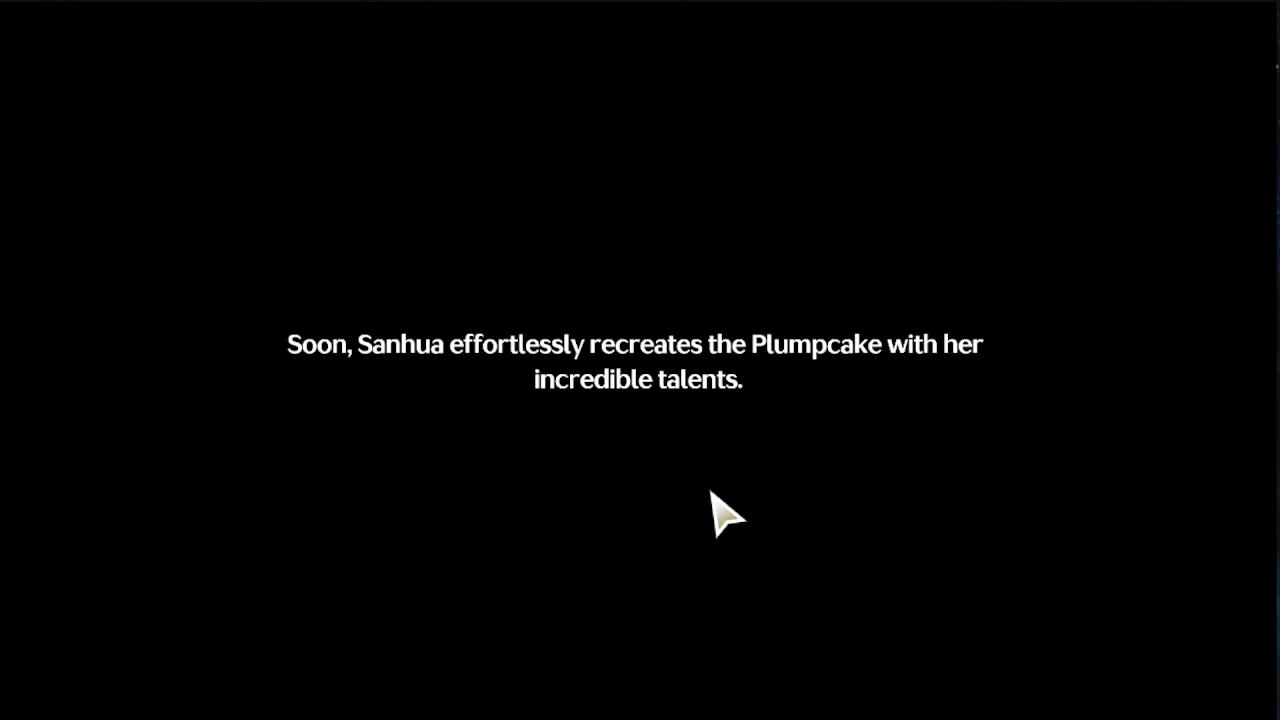 Soon, Sanhua effortlessly recreates the Plumpcake with her
incredible talents.